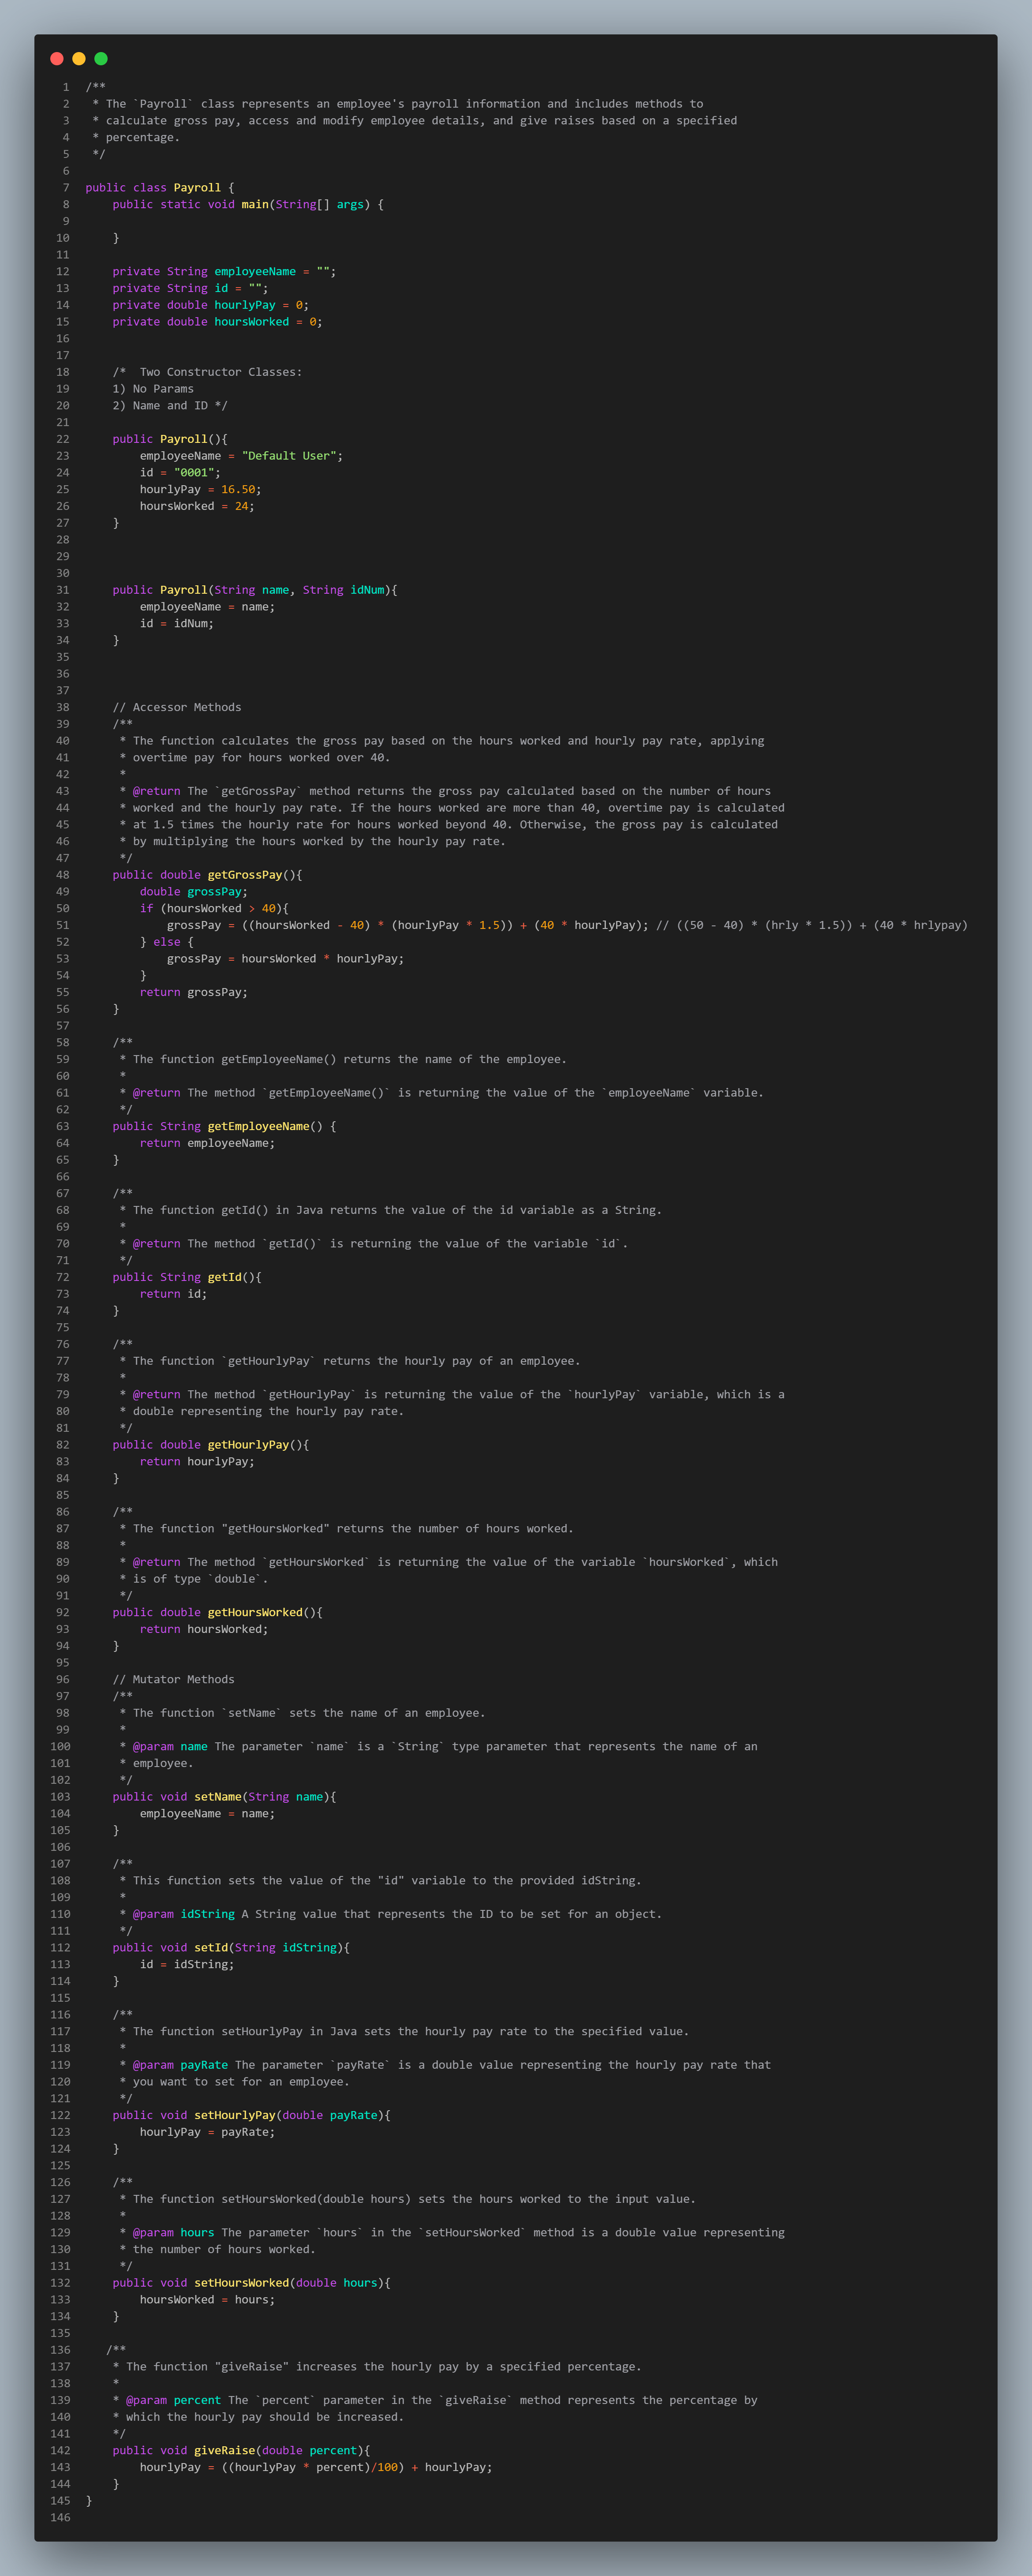 1 /**
2  * The `Payroll` class represents an employee's payroll information and includes methods to
3  * calculate gross pay, access and modify employee details, and give raises based on a specified
4  * percentage.
5  */
6
7 public class Payroll {
8     public static void main(String[] args) {
9
10     }
11
12     private String employeeName = "";
13     private String id = "";
14     private double hourlyPay = 0;
15     private double hoursWorked = 0;
16
17
18     /*  Two Constructor Classes:
19     1) No Params
20     2) Name and ID */
21
22     public Payroll(){
23         employeeName = "Default User";
24         id = "0001";
25         hourlyPay = 16.50;
26         hoursWorked = 24;
27     }
28
29
30
31     public Payroll(String name, String idNum){
32         employeeName = name;
33         id = idNum;
34     }
35
36
37
38     // Accessor Methods
39     /**
40      * The function calculates the gross pay based on the hours worked and hourly pay rate, applying
41      * overtime pay for hours worked over 40.
42      *
43      * @return The `getGrossPay` method returns the gross pay calculated based on the number of hours
44      * worked and the hourly pay rate. If the hours worked are more than 40, overtime pay is calculated
45      * at 1.5 times the hourly rate for hours worked beyond 40. Otherwise, the gross pay is calculated
46      * by multiplying the hours worked by the hourly pay rate.
47      */
48     public double getGrossPay(){
49         double grossPay;
50         if (hoursWorked > 40){
51             grossPay = ((hoursWorked - 40) * (hourlyPay * 1.5)) + (40 * hourlyPay); // ((50 - 40) * (hrly * 1.5)) + (40 * hrlypay)
52         } else {
53             grossPay = hoursWorked * hourlyPay;
54         }
55         return grossPay;
56     }
57
58     /**
59      * The function getEmployeeName() returns the name of the employee.
60      *
61      * @return The method `getEmployeeName()` is returning the value of the `employeeName` variable.
62      */
63     public String getEmployeeName() {
64         return employeeName;
65     }
66
67     /**
68      * The function getId() in Java returns the value of the id variable as a String.
69      *
70      * @return The method `getId()` is returning the value of the variable `id`.
71      */
72     public String getId(){
73         return id;
74     }
75
76     /**
77      * The function `getHourlyPay` returns the hourly pay of an employee.
78      *
79      * @return The method `getHourlyPay` is returning the value of the `hourlyPay` variable, which is a
80      * double representing the hourly pay rate.
81      */
82     public double getHourlyPay(){
83         return hourlyPay;
84     }
85
86     /**
87      * The function "getHoursWorked" returns the number of hours worked.
88      *
89      * @return The method `getHoursWorked` is returning the value of the variable `hoursWorked`, which
90      * is of type `double`.
91      */
92     public double getHoursWorked(){
93         return hoursWorked;
94     }
95
96     // Mutator Methods
97     /**
98      * The function `setName` sets the name of an employee.
99      *
100      * @param name The parameter `name` is a `String` type parameter that represents the name of an
101      * employee.
102      */
103     public void setName(String name){
104         employeeName = name;
105     }
106
107     /**
108      * This function sets the value of the "id" variable to the provided idString.
109      *
110      * @param idString A String value that represents the ID to be set for an object.
111      */
112     public void setId(String idString){
113         id = idString;
114     }
115
116     /**
117      * The function setHourlyPay in Java sets the hourly pay rate to the specified value.
118      *
119      * @param payRate The parameter `payRate` is a double value representing the hourly pay rate that
120      * you want to set for an employee.
121      */
122     public void setHourlyPay(double payRate){
123         hourlyPay = payRate;
124     }
125
126     /**
127      * The function setHoursWorked(double hours) sets the hours worked to the input value.
128      *
129      * @param hours The parameter `hours` in the `setHoursWorked` method is a double value representing
130      * the number of hours worked.
131      */
132     public void setHoursWorked(double hours){
133         hoursWorked = hours;
134     }
135
136    /**
137     * The function "giveRaise" increases the hourly pay by a specified percentage.
138     *
139     * @param percent The `percent` parameter in the `giveRaise` method represents the percentage by
140     * which the hourly pay should be increased.
141     */
142     public void giveRaise(double percent){
143         hourlyPay = ((hourlyPay * percent)/100) + hourlyPay;
144     }
145 }
146